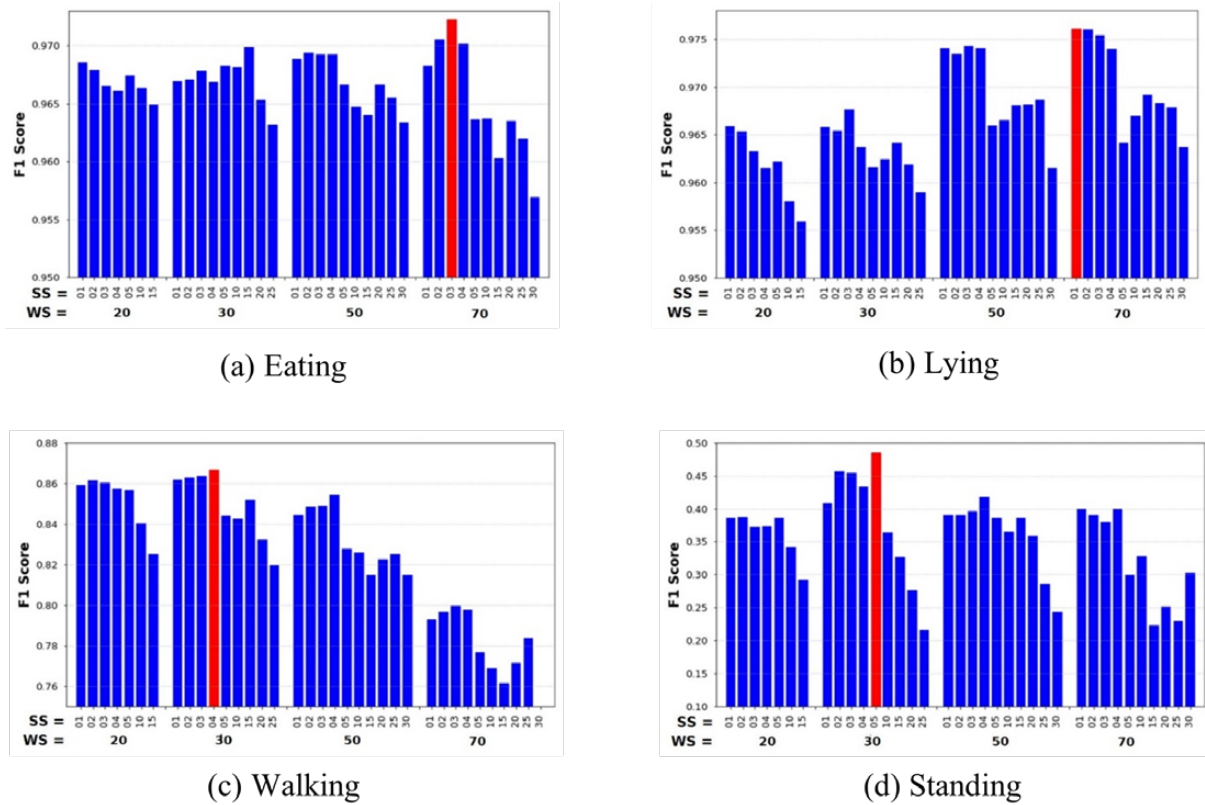 F1 Score
0.970
0.965
0.960
0.955
0.950
SS = 01 02 03 04 05 10 15 01 02 03 04 05 10 15 20 25 01 02 03 04 05 10 15 20 25 30 01 02 03 04 05 10 15 20 25 30
WS = 20 30 50 70
(a) Eating
F1 Score
0.975
0.970
0.965
0.960
0.955
0.950
SS = 01 02 03 04 05 10 15 01 02 03 04 05 10 15 20 25 01 02 03 04 05 10 15 20 25 30 01 02 03 04 05 10 15 20 25 30
WS = 20 30 50 70
(b) Lying
F1 Score
0.88
0.86
0.84
0.82
0.80
0.78
0.76
SS = 01 02 03 04 05 10 15 01 02 03 04 05 10 15 20 25 01 02 03 04 05 10 15 20 25 30 01 02 03 04 05 10 15 20 25 30
WS = 20 30 50 70
(c) Walking
F1 Score
0.50
0.45
0.40
0.35
0.30
0.25
0.20
0.15
0.10
SS = 01 02 03 04 05 10 15 01 02 03 04 05 10 15 20 25 01 02 03 04 05 10 15 20 25 30 01 02 03 04 05 10 15 20 25 30
WS = 20 30 50 70
(d) Standing